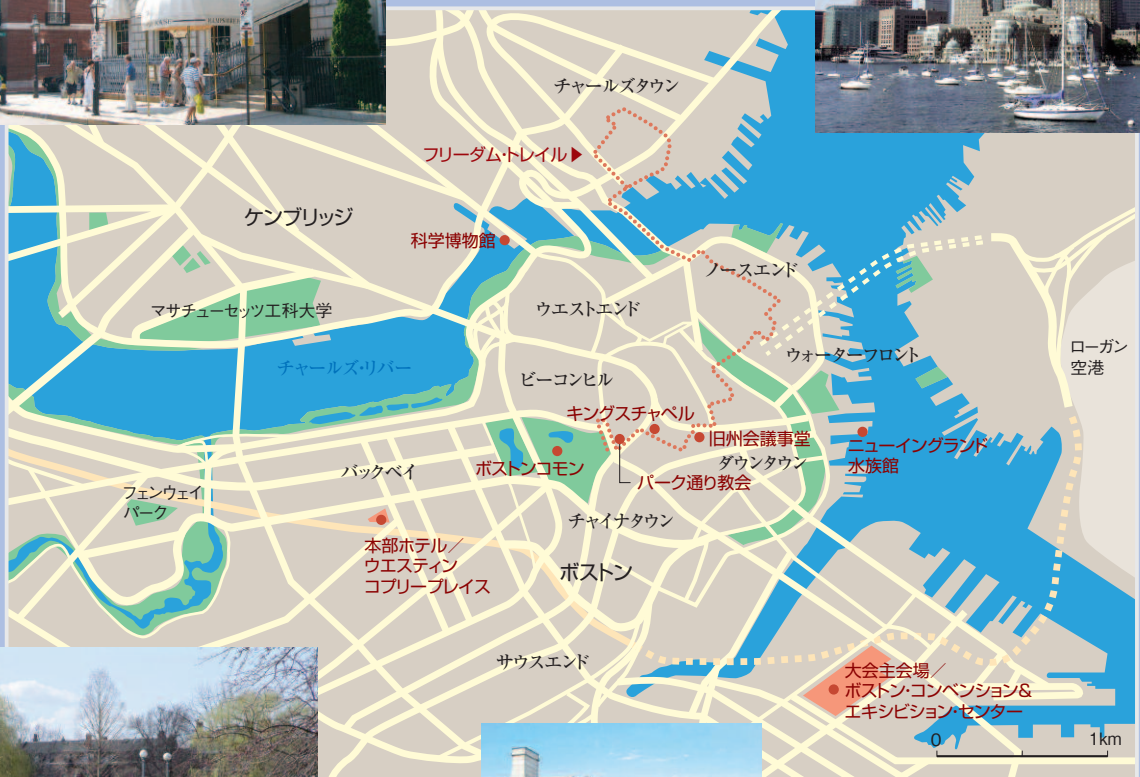 チャールズタウン
フリーダム・トレイル▶
ケンブリッジ
科学博物館
ノースエンド
マサチューセッツ工科大学
ウエストエンド
ローガン
空港
ウォーターフロント
チャールズ・リバー
ビーコンヒル
キングスチャペル
旧州会議事堂
ニューイングランド
水族館
ボストンコモン
ダウンタウン
バックベイ
パーク通り教会
フェンウェイ
パーク
チャイナタウン
本部ホテル／
ウエスティン
コプリープレイス
ボストン
サウスエンド
大会主会場／
ボストン・コンベンション&
エキシビション・センター
0
1km